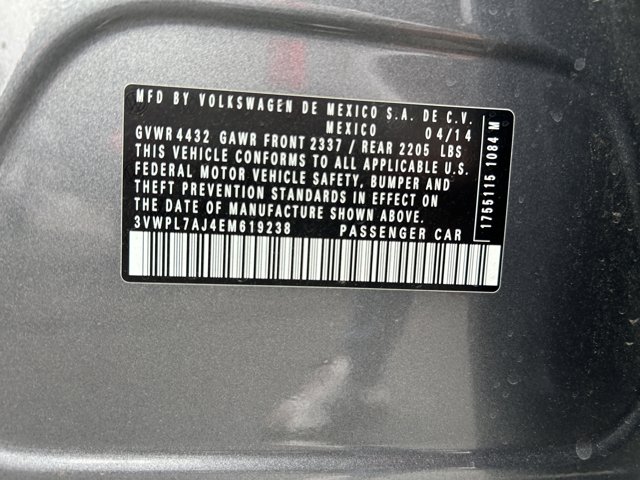 MFD BY VOLKSWAGEN DE MEXICO S.A. DE C.V.
MEXICO 04/14
GVWR 4432 GAWR FRONT 2337 / REAR 2205 LBS
THIS VEHICLE CONFORMS TO ALL APPLICABLE U.S.
FEDERAL MOTOR VEHICLE SAFETY, BUMPER AND
THEFT PREVENTION STANDARDS IN EFFECT ON
THE DATE OF MANUFACTURE SHOWN ABOVE.
3VWPL7AJ4EM619238 PASSENGER CAR
1756115 1084 M